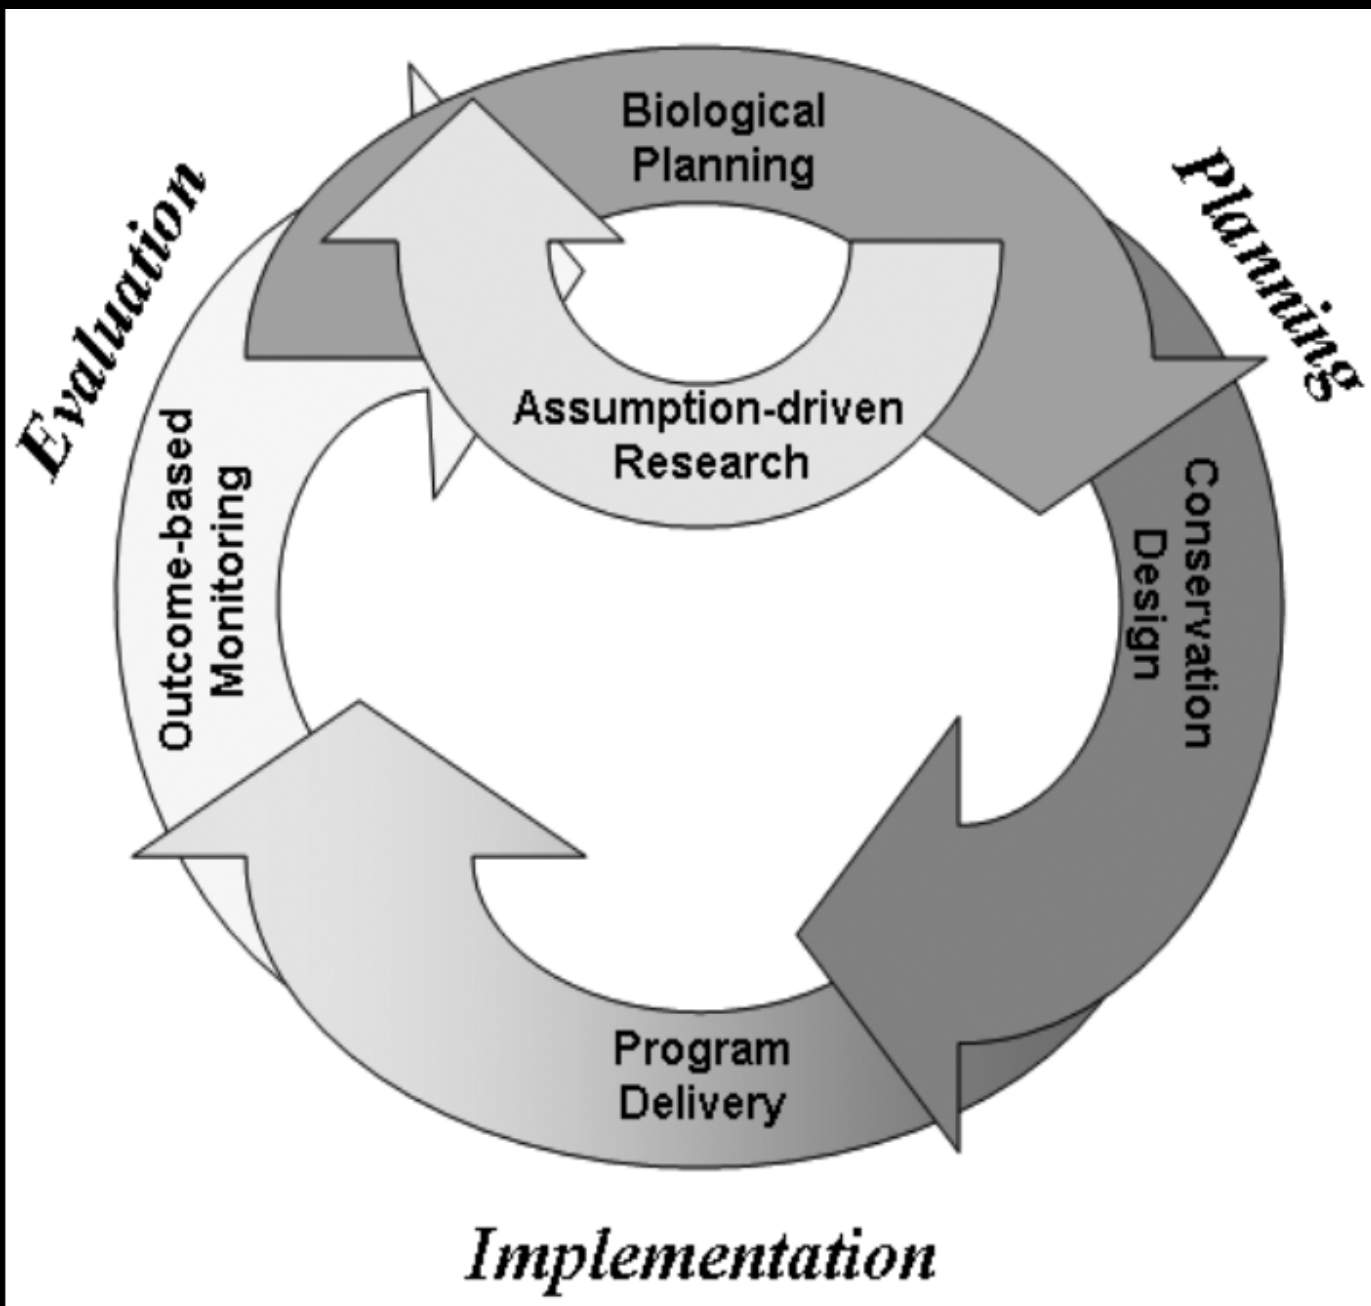 Biological
Planning
Planning
Evaluation
Assumption-driven
Research
Outcome-based
Monitoring
Conservation
Design
Program
Delivery
Implementation